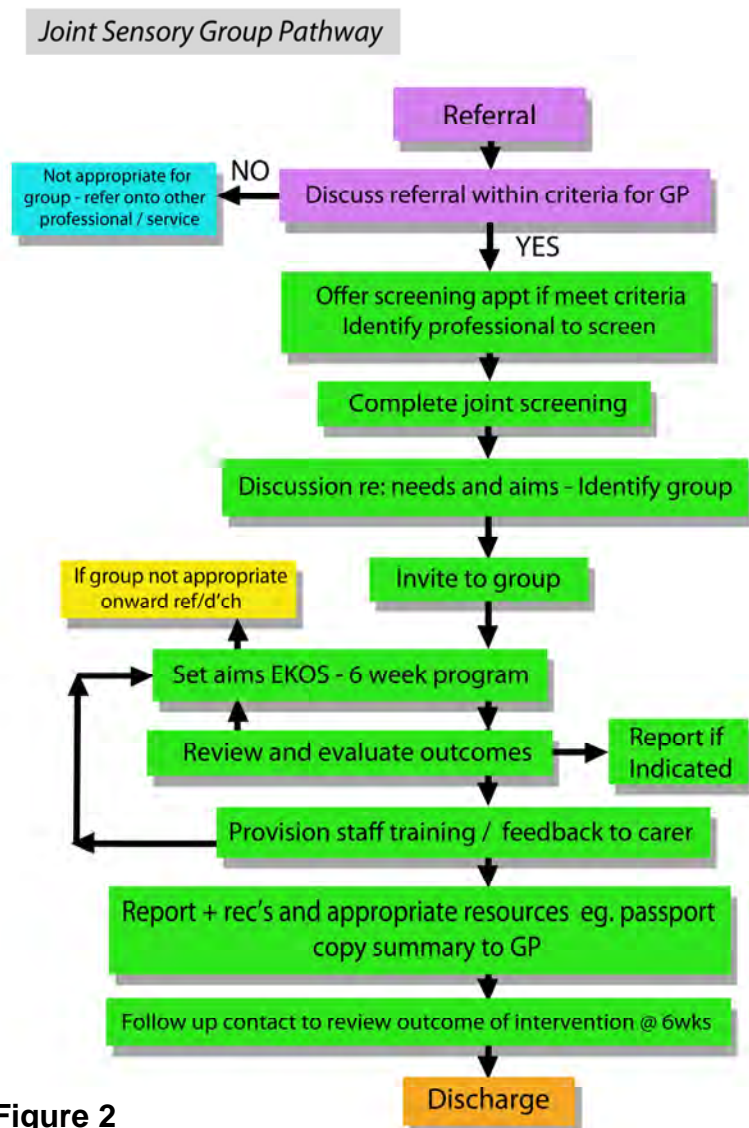 Joint Sensory Group Pathway
Referral
Not appropriate for
group - refer onto other
professional / service
NO
Discuss referral within criteria for GP
YES
Offer screening appt if meet criteria
Identify professional to screen
Complete joint screening
Discussion re: needs and aims - Identify group
If group not appropriate
onward ref/d'ch
Invite to group
Set aims EKOS - 6 week program
Review and evaluate outcomes
Report if
Indicated
Provision staff training / feedback to carer
Report + rec's and appropriate resources eg. passport
copy summary to GP
Follow up contact to review outcome of intervention @ 6wks
Discharge
Figure 2